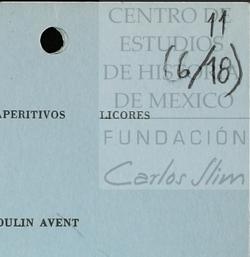 CENTRO DE
ESTUDIOS
DE HISTORIA
DE MEXICO
FUNDACIÓN
Carlos Slim
11
(6/18)
APERITIVOS LICORES
OULIN AVENT